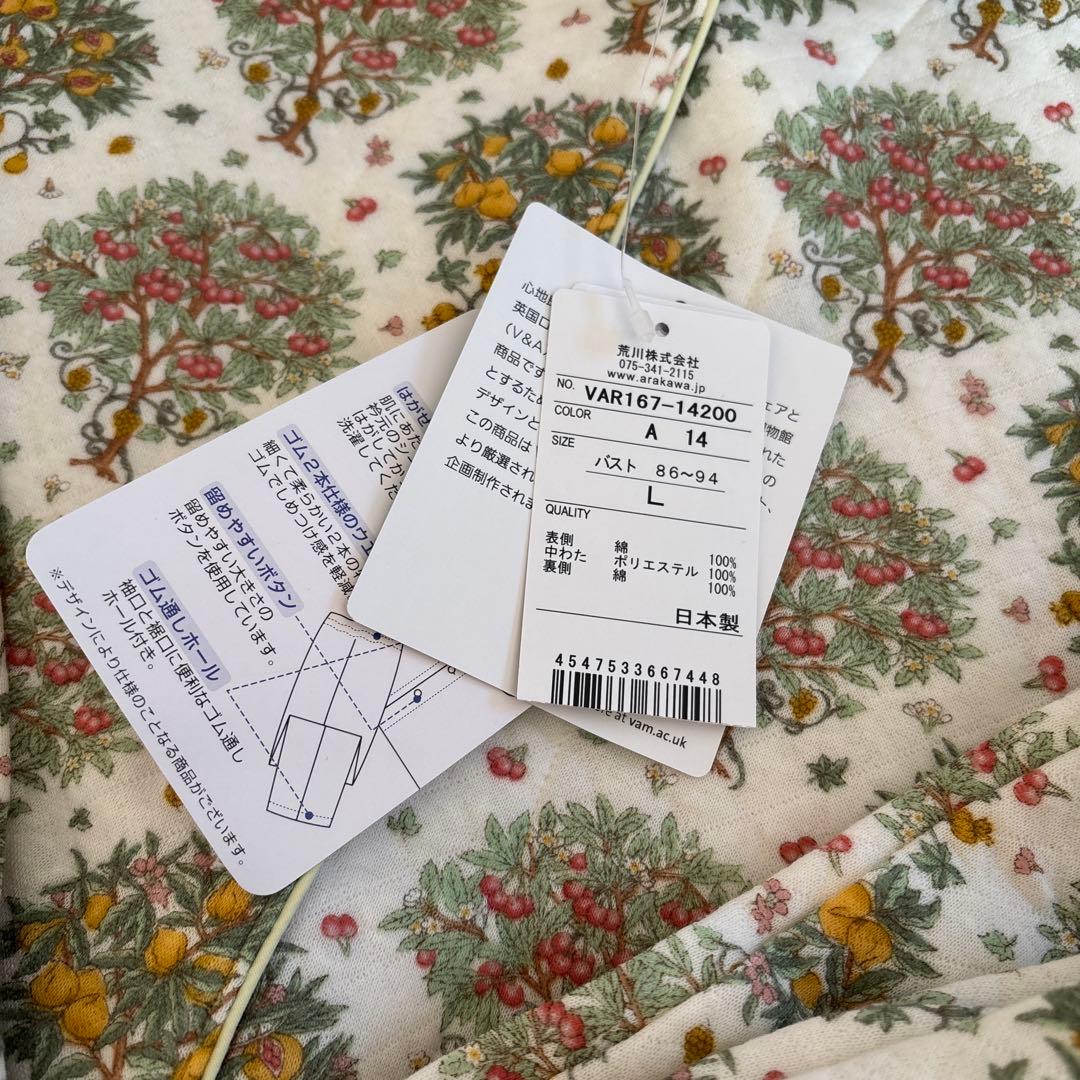 荒川株式会社
075-341-2115
www.arakawa.jp
NO. VAR167-14200
COLOR
A 14
SIZE
バスト 86〜94
L
QUALITY
表側 綿 100%
中わた ポリエステル 100%
裏側 綿 100%
日本製
4547533667448
心地
英国ロ
(V&A
商品です
とするため
デザインと
この商品は
より厳選され
企画制作されま
ェアと
物館
れた
の
at vam.ac.uk
はがせ
肌にあた
衿元のシ
はがしてくだ
洗濯して
ゴム2本仕様のウエ
細くて柔らかい2本の
ゴムでしめつけ感を軽減
留めやすいボタン
留めやすい大きさの
ボタンを使用しています。
ゴム通しホール
袖口と裾口に便利なゴム通し
ホール付き。
※デザインにより仕様のことなる商品がございます。